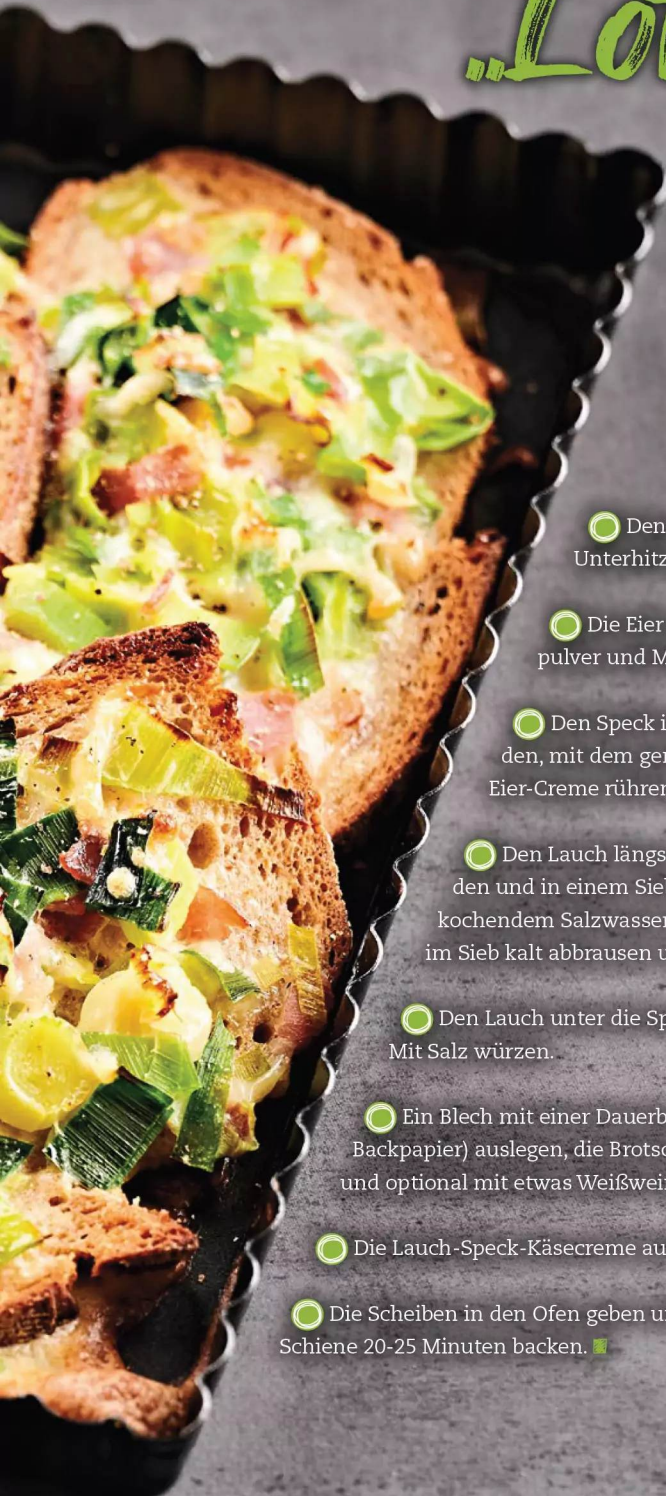 „Lo
Den
Unterhitz
Die Eier
pulver und M
Den Speck i
den, mit dem ger
Eier-Creme rühren
Den Lauch längs
den und in einem Sieb
kochendem Salzwasser
im Sieb kalt abbrausen u
Den Lauch unter die Sp
Mit Salz würzen.
Ein Blech mit einer Dauerb
Backpapier) auslegen, die Brotsc
und optional mit etwas Weißwein
Die Lauch-Speck-Käsecreme au
Die Scheiben in den Ofen geben u
Schiene 20-25 Minuten backen.